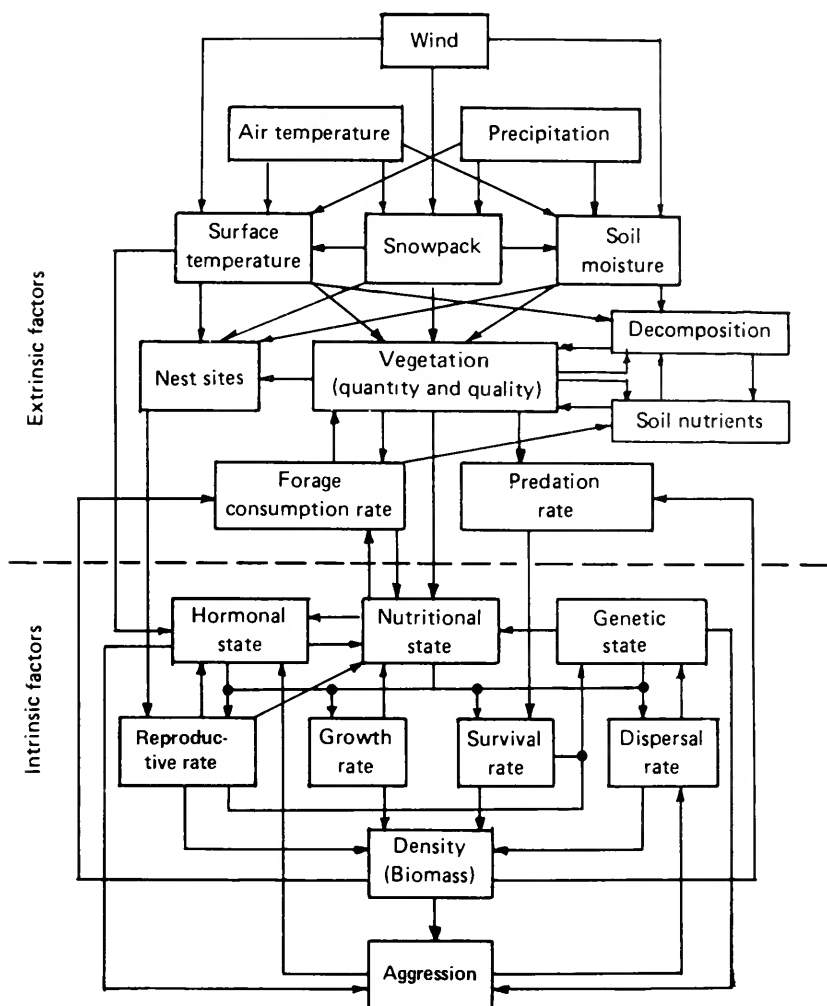 Wind
Air temperature
Precipitation
Surface
temperature
Snowpack
Soil
moisture
Decomposition
Nest sites
Vegetation
(quantity and quality)
Soil nutrients
Extrinsic factors
Forage
consumption rate
Predation
rate
Hormonal
state
Nutritional
state
Genetic
state
Intrinsic factors
Reproduc-
tive rate
Growth
rate
Survival
rate
Dispersal
rate
Density
(Biomass)
Aggression